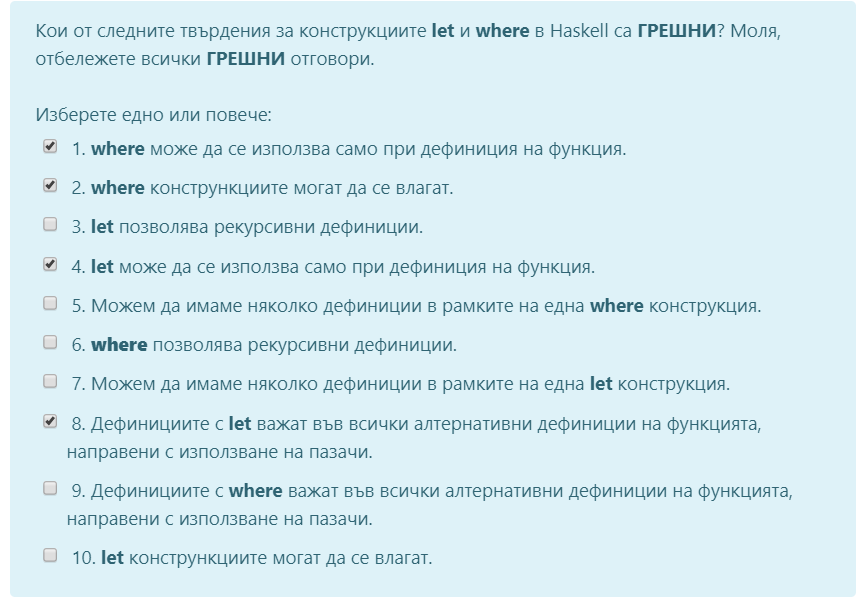 Кои от следните твърдения за конструкциите let и where в Haskell са ГРЕШНИ? Моля,
отбележете всички ГРЕШНИ отговори.
Изберете едно или повече:
1. where може да се използва само при дефиниция на функция.
2. where констрункциите могат да се влагат.
3. let позволява рекурсивни дефиниции.
4. let може да се използва само при дефиниция на функция.
5. Можем да имаме няколко дефиниции в рамките на една where конструкция.
6. where позволява рекурсивни дефиниции.
7. Можем да имаме няколко дефиниции в рамките на една let конструкция.
8. Дефинициите с let важат във всички алтернативни дефиниции на функцията,
направени с използване на пазачи.
9. Дефинициите с where важат във всички алтернативни дефиниции на функцията,
направени с използване на пазачи.
10. let констрункциите могат да се влагат.